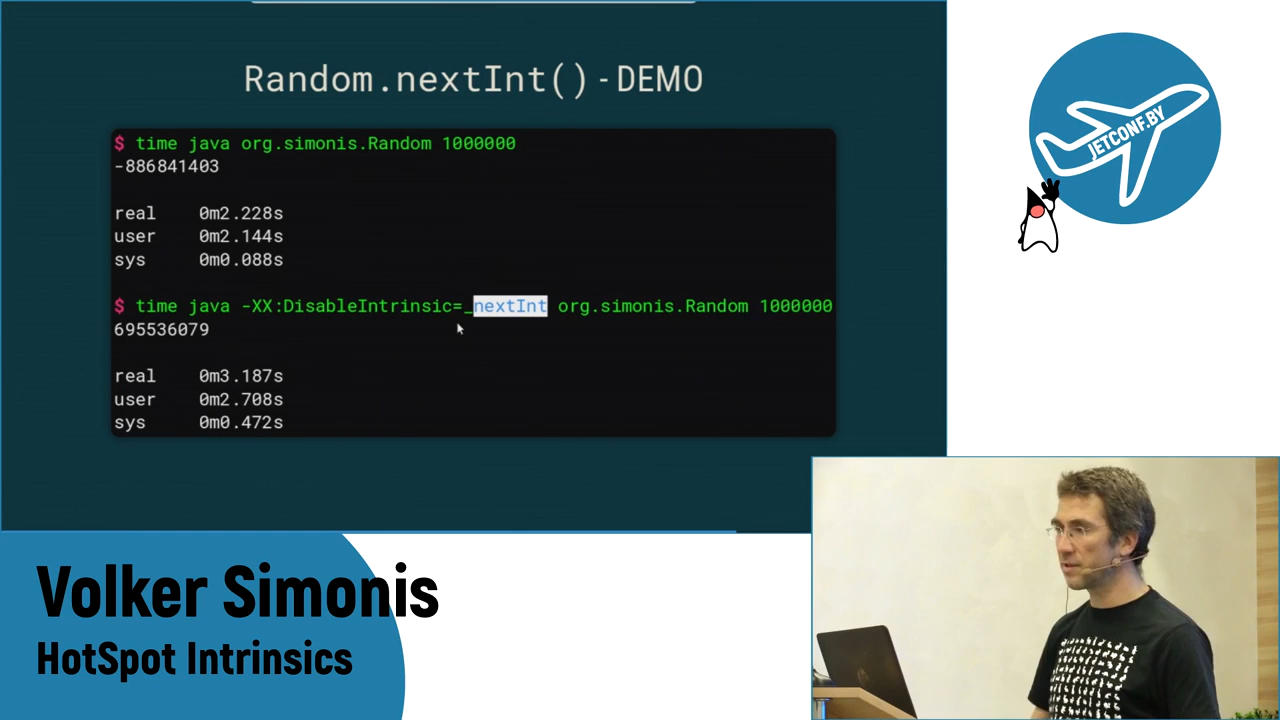 Random.nextInt() - DEMO
$ time java org.simonis.Random 1000000
-886841403
real 0m2.228s
user 0m2.144s
sys 0m0.088s
$ time java -XX:DisableIntrinsic=_nextInt org.simonis.Random 1000000
695536079
real 0m3.187s
user 0m2.708s
sys 0m0.472s
JETCONF.BY
Volker Simonis
HotSpot Intrinsics